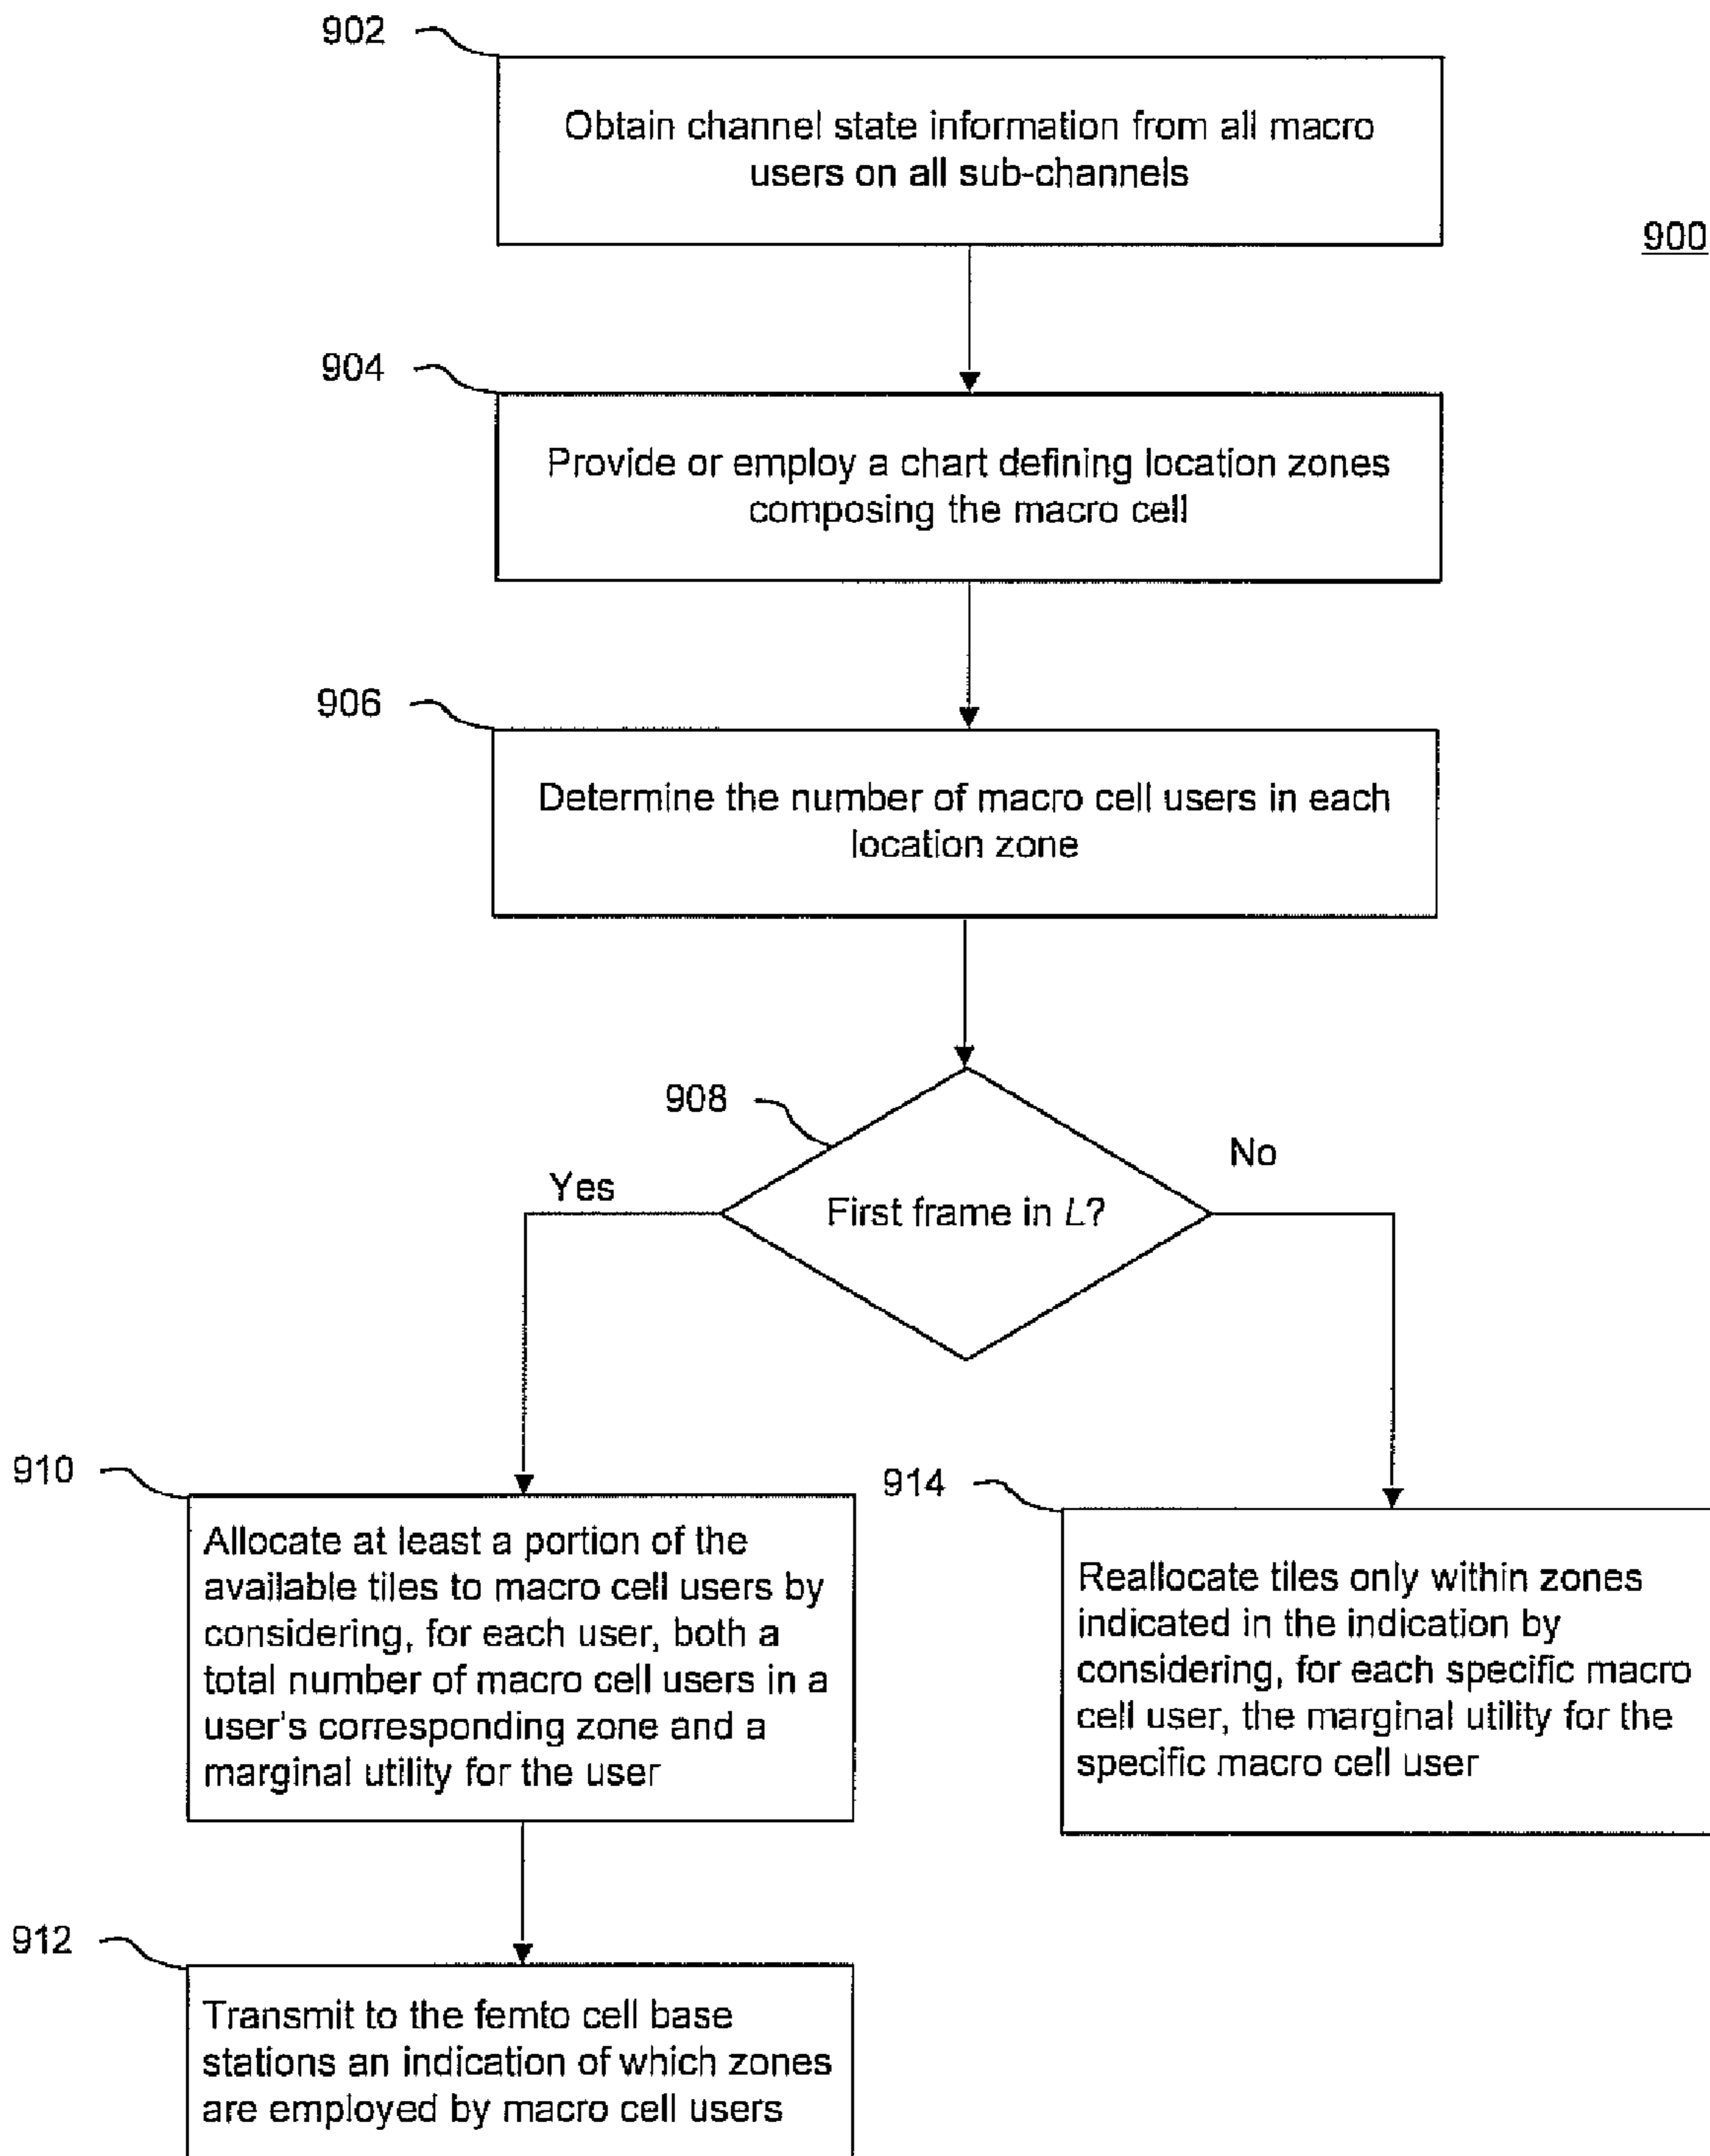 902
Obtain channel state information from all macro
users on all sub-channels
900
904
Provide or employ a chart defining location zones
composing the macro cell
906
Determine the number of macro cell users in each
location zone
908
No
Yes
First frame in L?
910
914
Allocate at least a portion of the
available tiles to macro cell users by
considering, for each user, both a
total number of macro cell users in a
user's corresponding zone and a
marginal utility for the user
Reallocate tiles only within zones
indicated in the indication by
considering, for each specific macro
cell user, the marginal utility for the
specific macro cell user
912
Transmit to the femto cell base
stations an indication of which zones
are employed by macro cell users